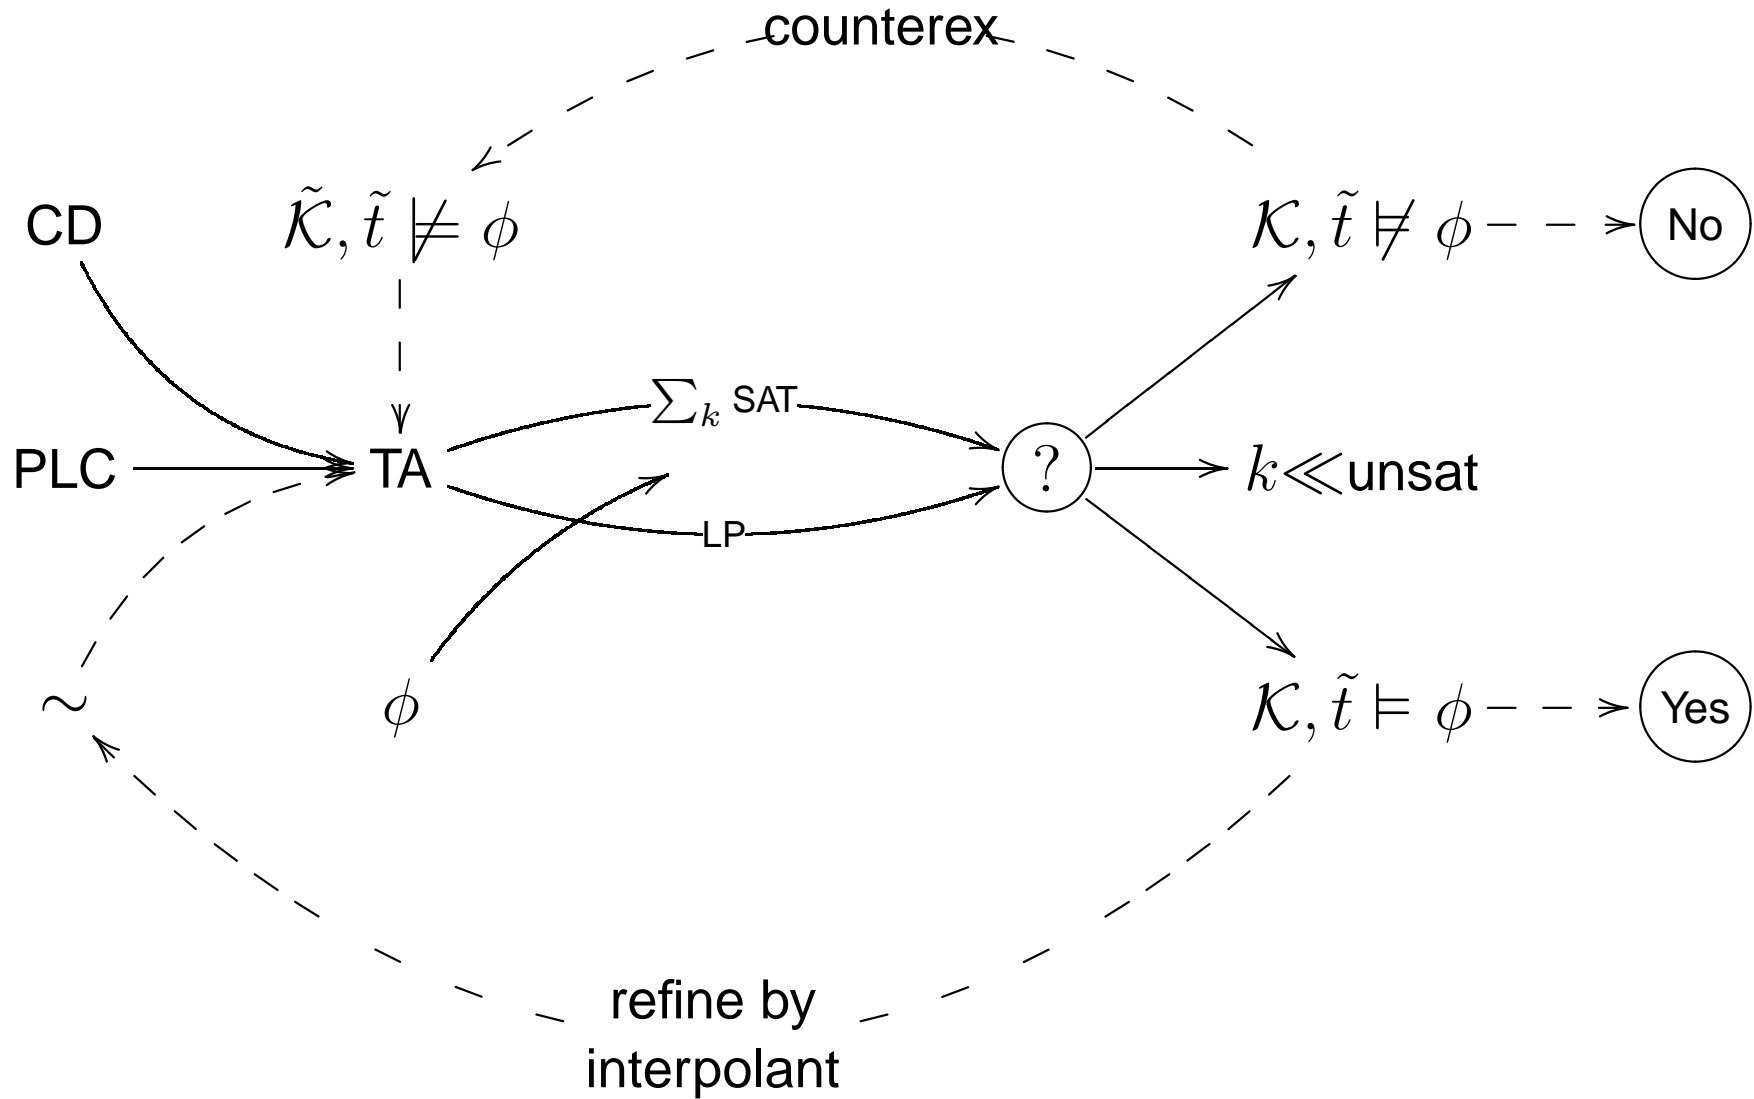 counterex
CD
𝒦̃, t̃ ⊭ ϕ
𝒦, t̃ ⊭ ϕ
No
∑ₖ SAT
PLC
TA
?
k≪unsat
LP
∼
ϕ
𝒦, t̃ ⊨ ϕ
Yes
refine by
interpolant